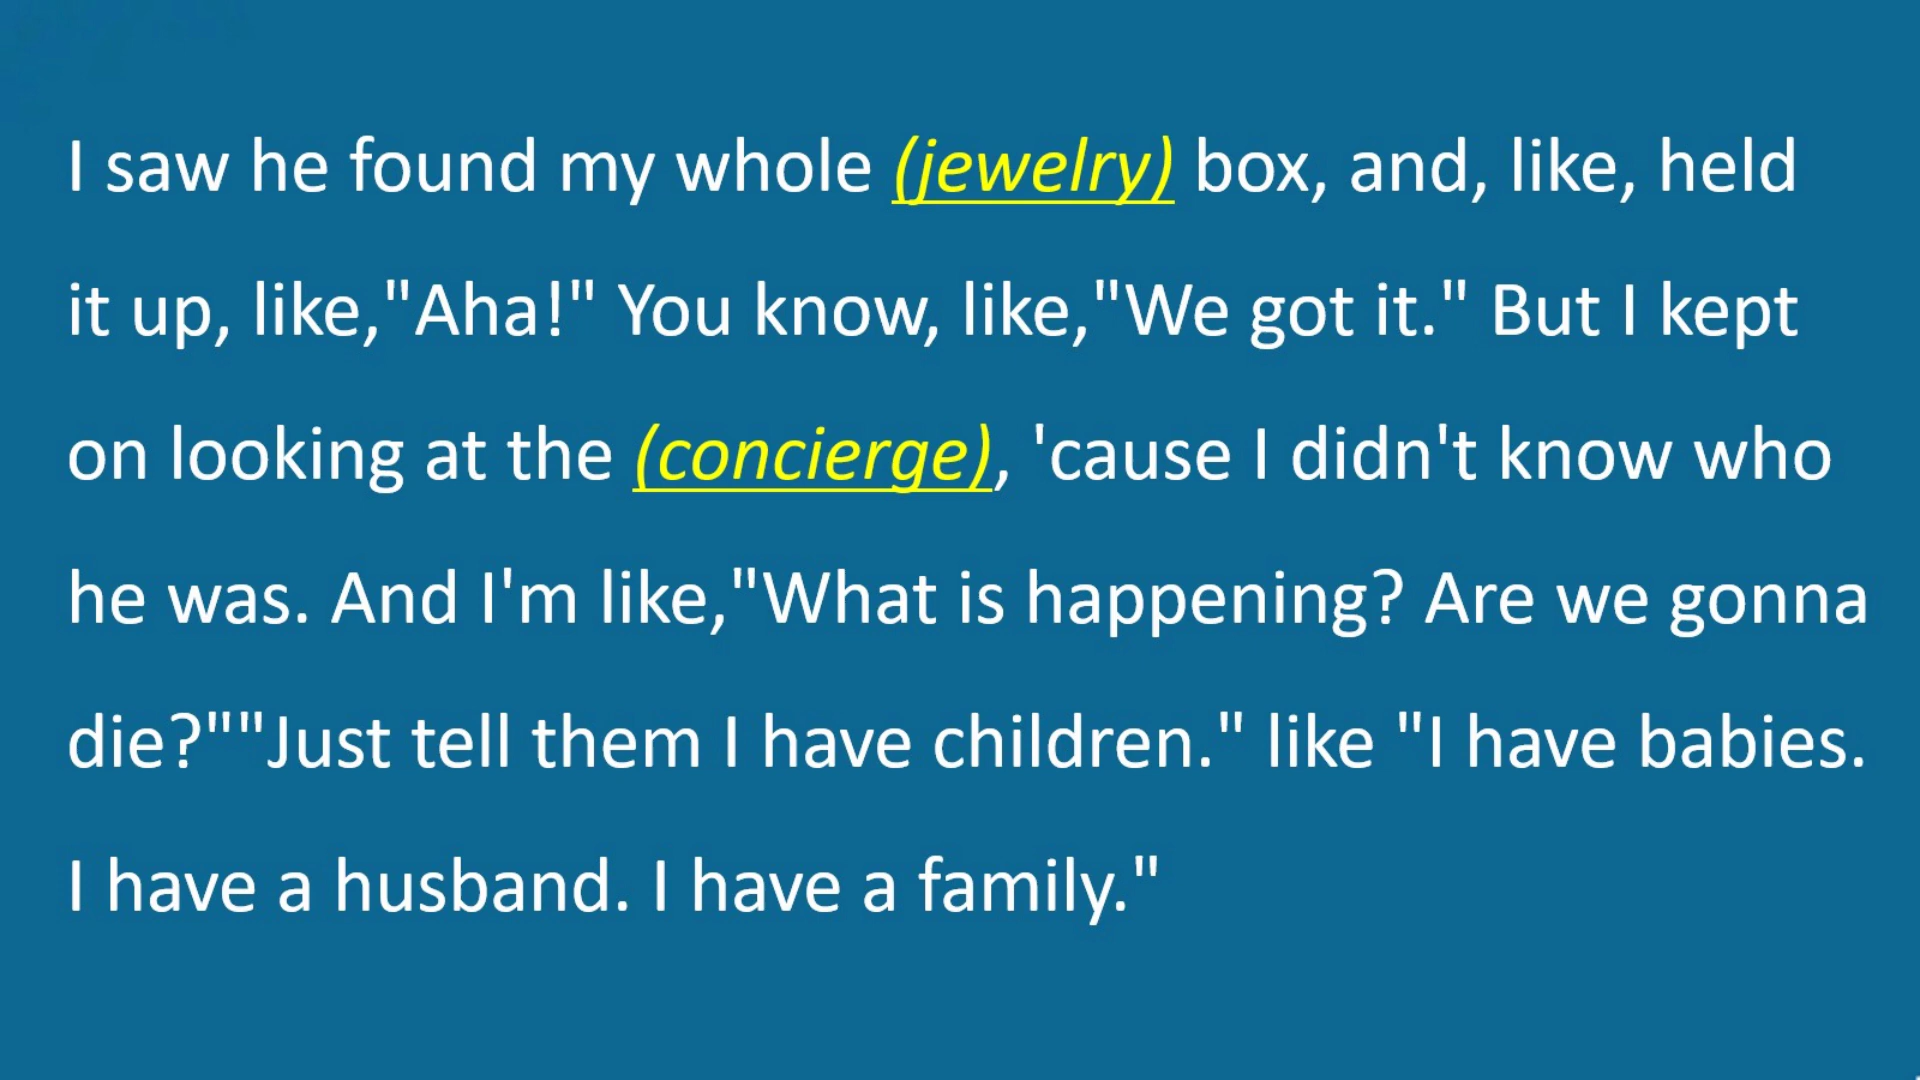 I saw he found my whole (jewelry) box, and, like, held
it up, like,"Aha!" You know, like,"We got it." But I kept
on looking at the (concierge), 'cause I didn't know who
he was. And I'm like,"What is happening? Are we gonna
die?""Just tell them I have children." like "I have babies.
I have a husband. I have a family."